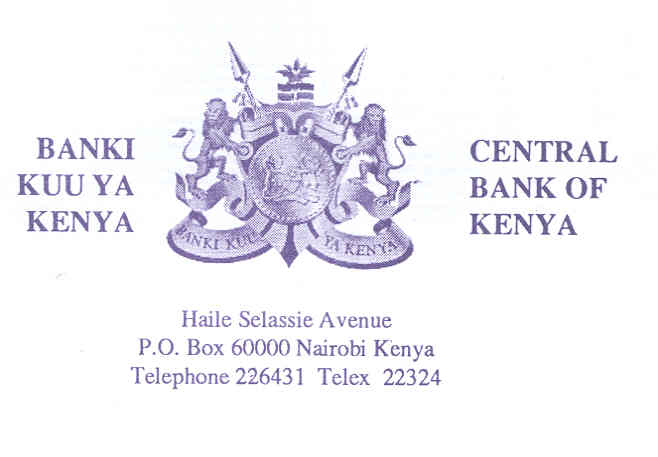 BANKI
KUU YA
KENYA
BANKI KUU YA KENYA
CENTRAL
BANK OF
KENYA
Haile Selassie Avenue
P.O. Box 60000 Nairobi Kenya
Telephone 226431 Telex 22324